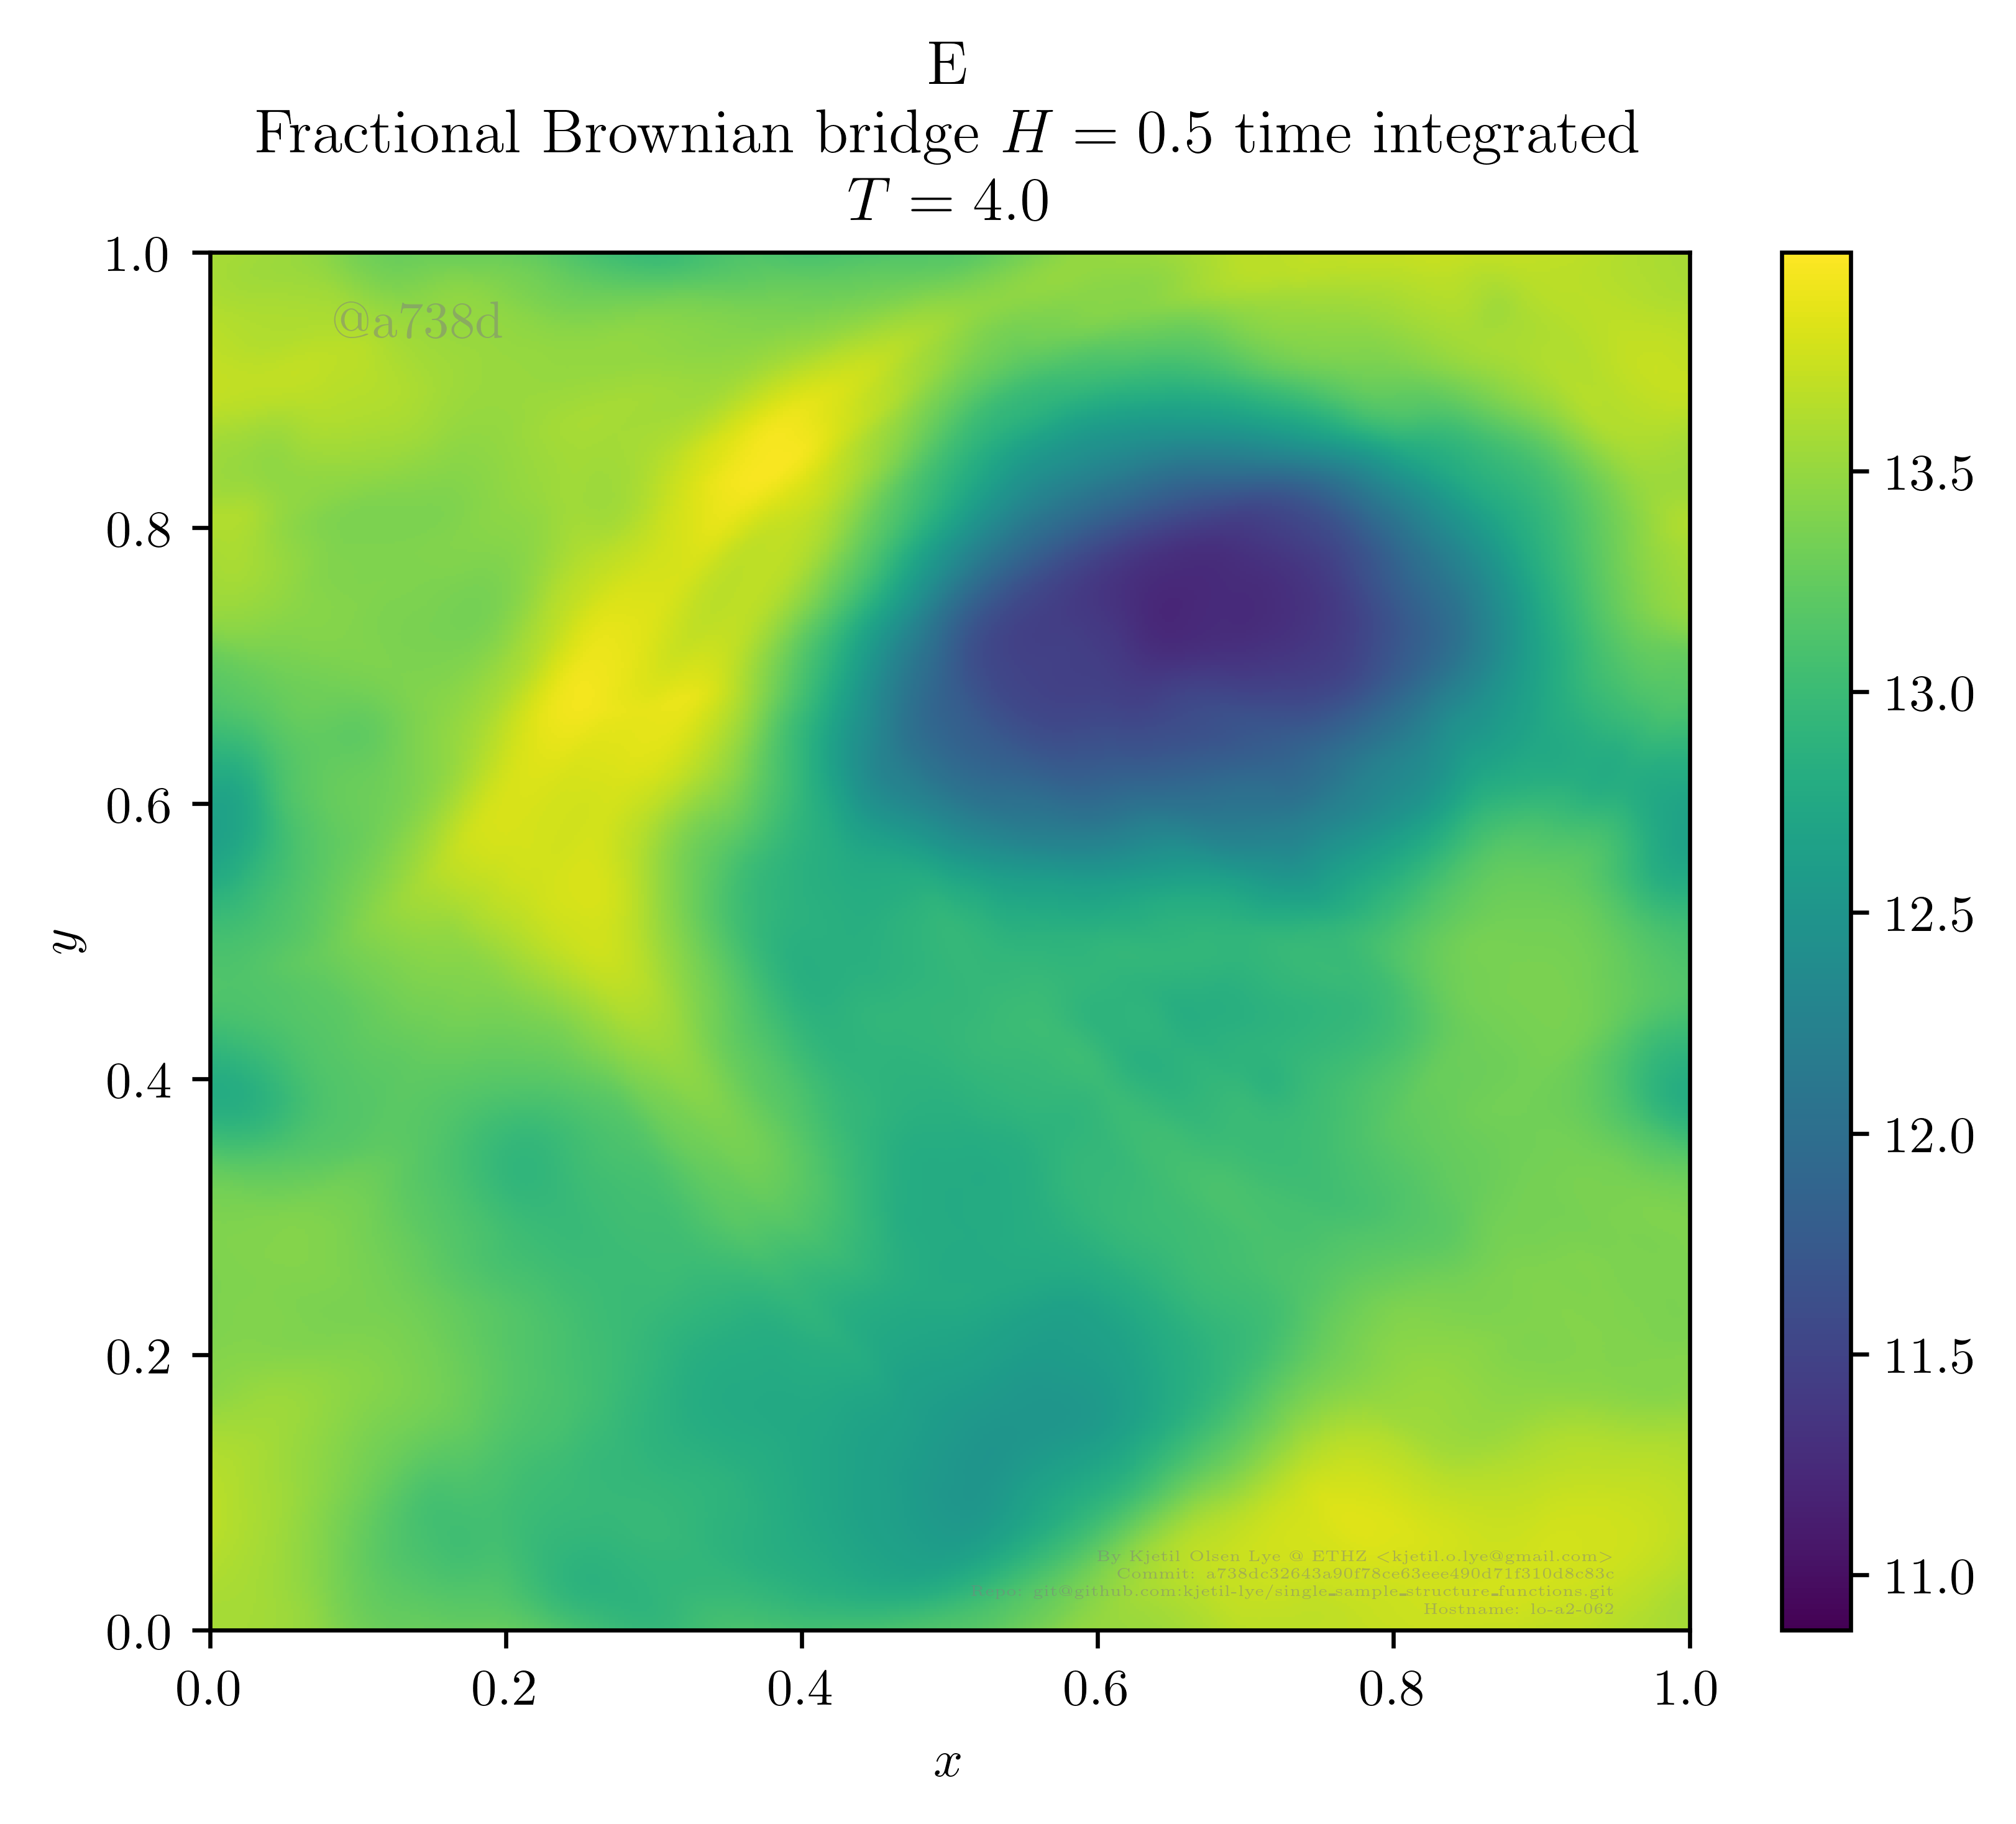 E
Fractional Brownian bridge H = 0.5 time integrated
T = 4.0
@a738d
1.0
0.8
0.6
0.4
0.2
0.0
y
0.0 0.2 0.4 0.6 0.8 1.0
x
13.5
13.0
12.5
12.0
11.5
11.0
By Kjetil Olsen Lye @ ETHZ <kjetil.o.lye@gmail.com>
Commit: a738dc32643a90f78ce63eee490d71f310d8c83c
Repo: git@github.com:kjetil-lye/single_sample_structure_functions.git
Hostname: lo-a2-062